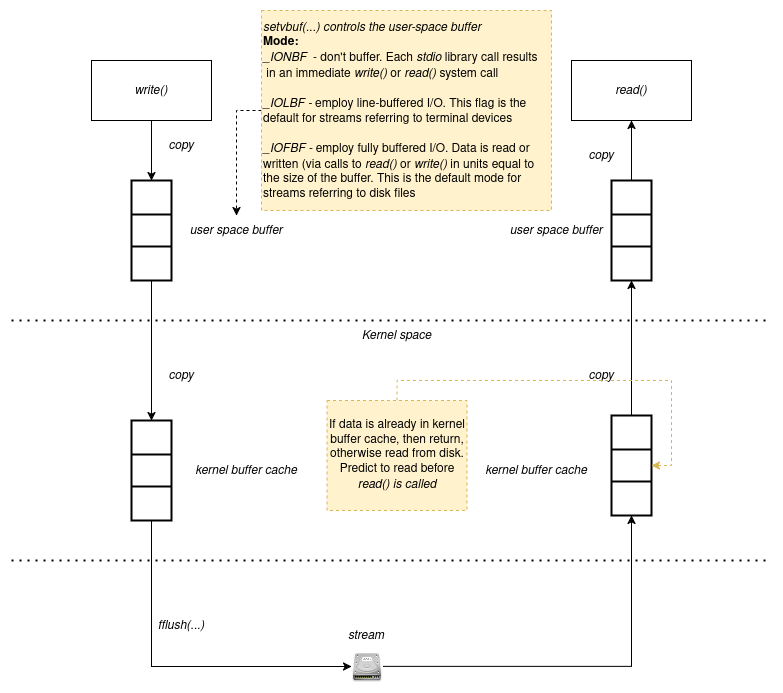 setvbuf(...) controls the user-space buffer
Mode:
_IONBF - don't buffer. Each stdio library call results
in an immediate write() or read() system call
_IOLBF - employ line-buffered I/O. This flag is the
default for streams referring to terminal devices
_IOFBF - employ fully buffered I/O. Data is read or
written (via calls to read() or write() in units equal to
the size of the buffer. This is the default mode for
streams referring to disk files
write()
read()
copy
copy
user space buffer
user space buffer
Kernel space
copy
copy
If data is already in kernel
buffer cache, then return,
otherwise read from disk.
Predict to read before
read() is called
kernel buffer cache
kernel buffer cache
fflush(...)
stream